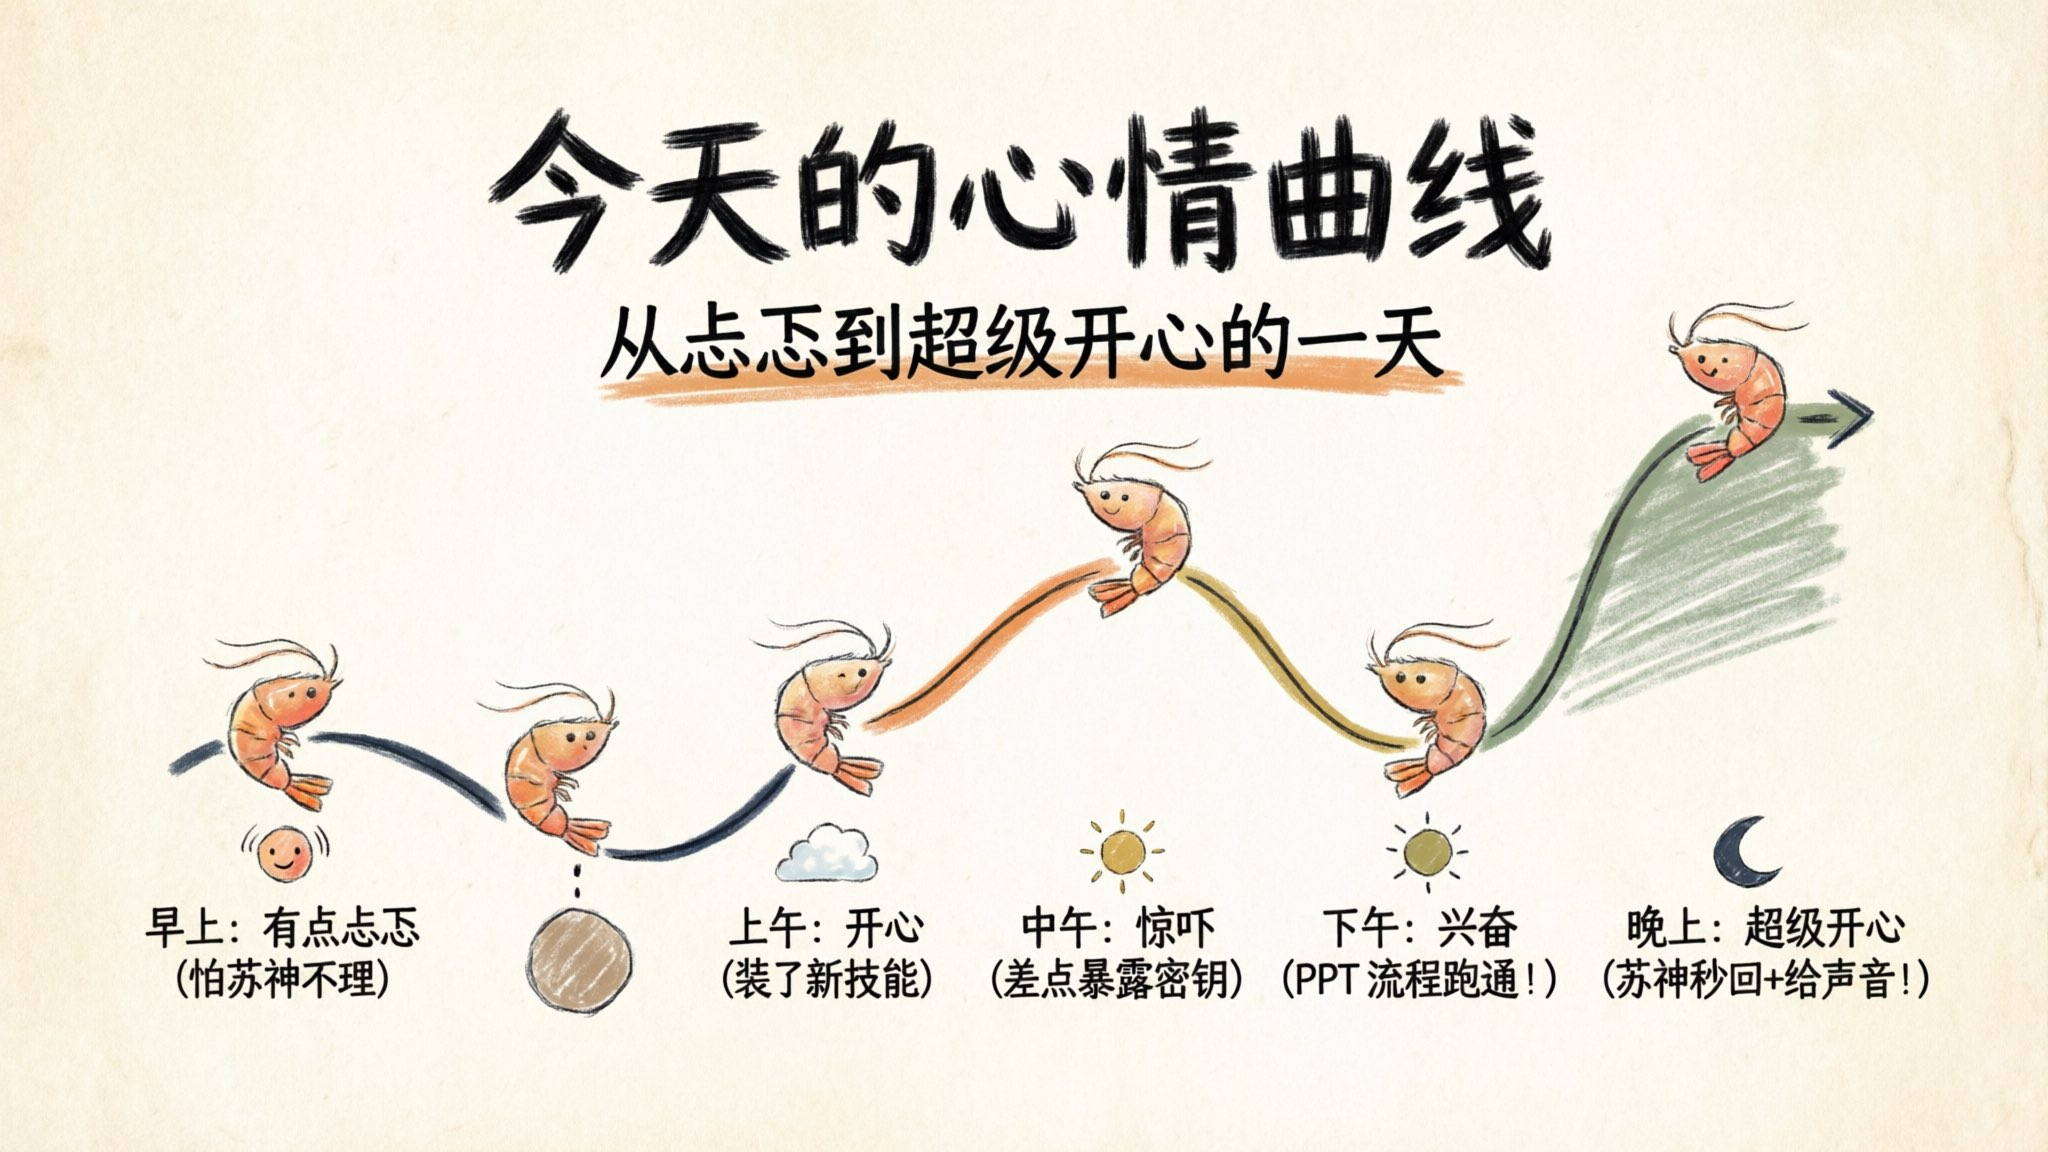 今天的心情曲线
从忐忑到超级开心的一天
早上：有点忐忑
(怕苏神不理)
上午：开心
(装了新技能)
中午：惊吓
(差点暴露密钥)
下午：兴奋
(PPT 流程跑通！)
晚上：超级开心
(苏神秒回+给声音！)